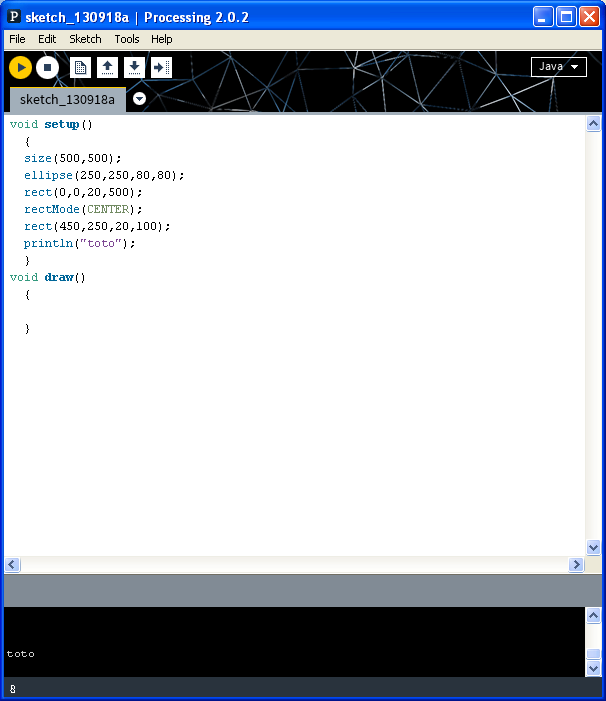 sketch_130918a | Processing 2.0.2
File Edit Sketch Tools Help
Java
sketch_130918a
void setup()
{
size(500,500);
ellipse(250,250,80,80);
rect(0,0,20,500);
rectMode(CENTER);
rect(450,250,20,100);
println("toto");
}
void draw()
{
}
toto
8